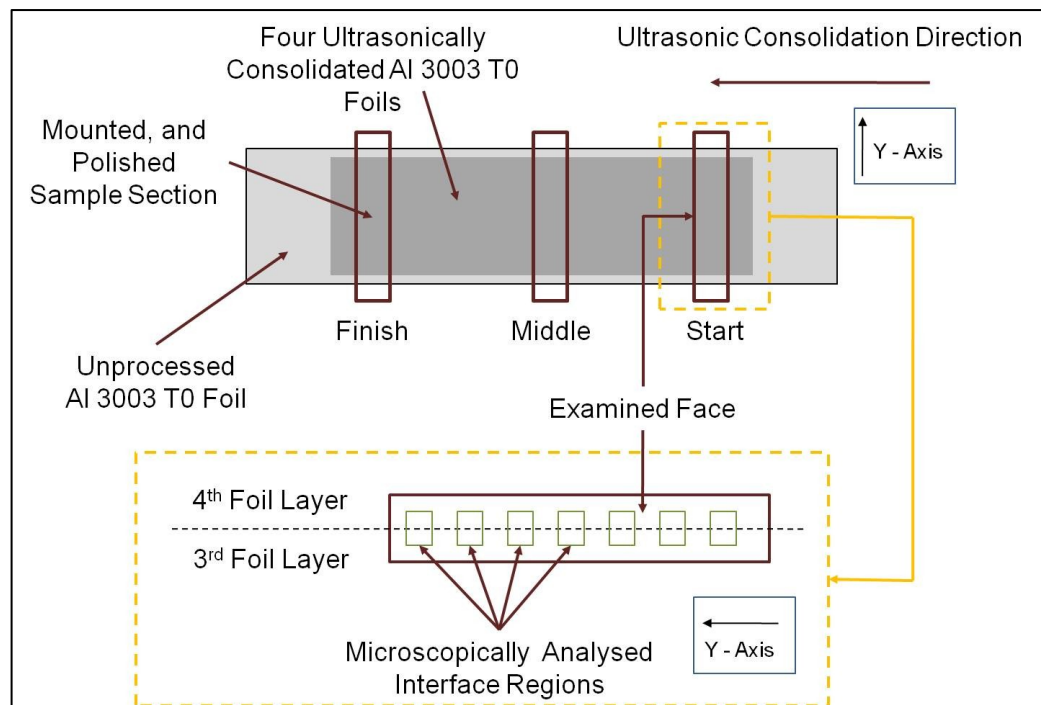 Four Ultrasonically
Consolidated Al 3003 T0
Foils
Ultrasonic Consolidation Direction
Mounted, and
Polished
Sample Section
Y - Axis
Finish
Middle
Start
Unprocessed
Al 3003 T0 Foil
Examined Face
4th Foil Layer
3rd Foil Layer
Microscopically Analysed
Interface Regions
Y - Axis